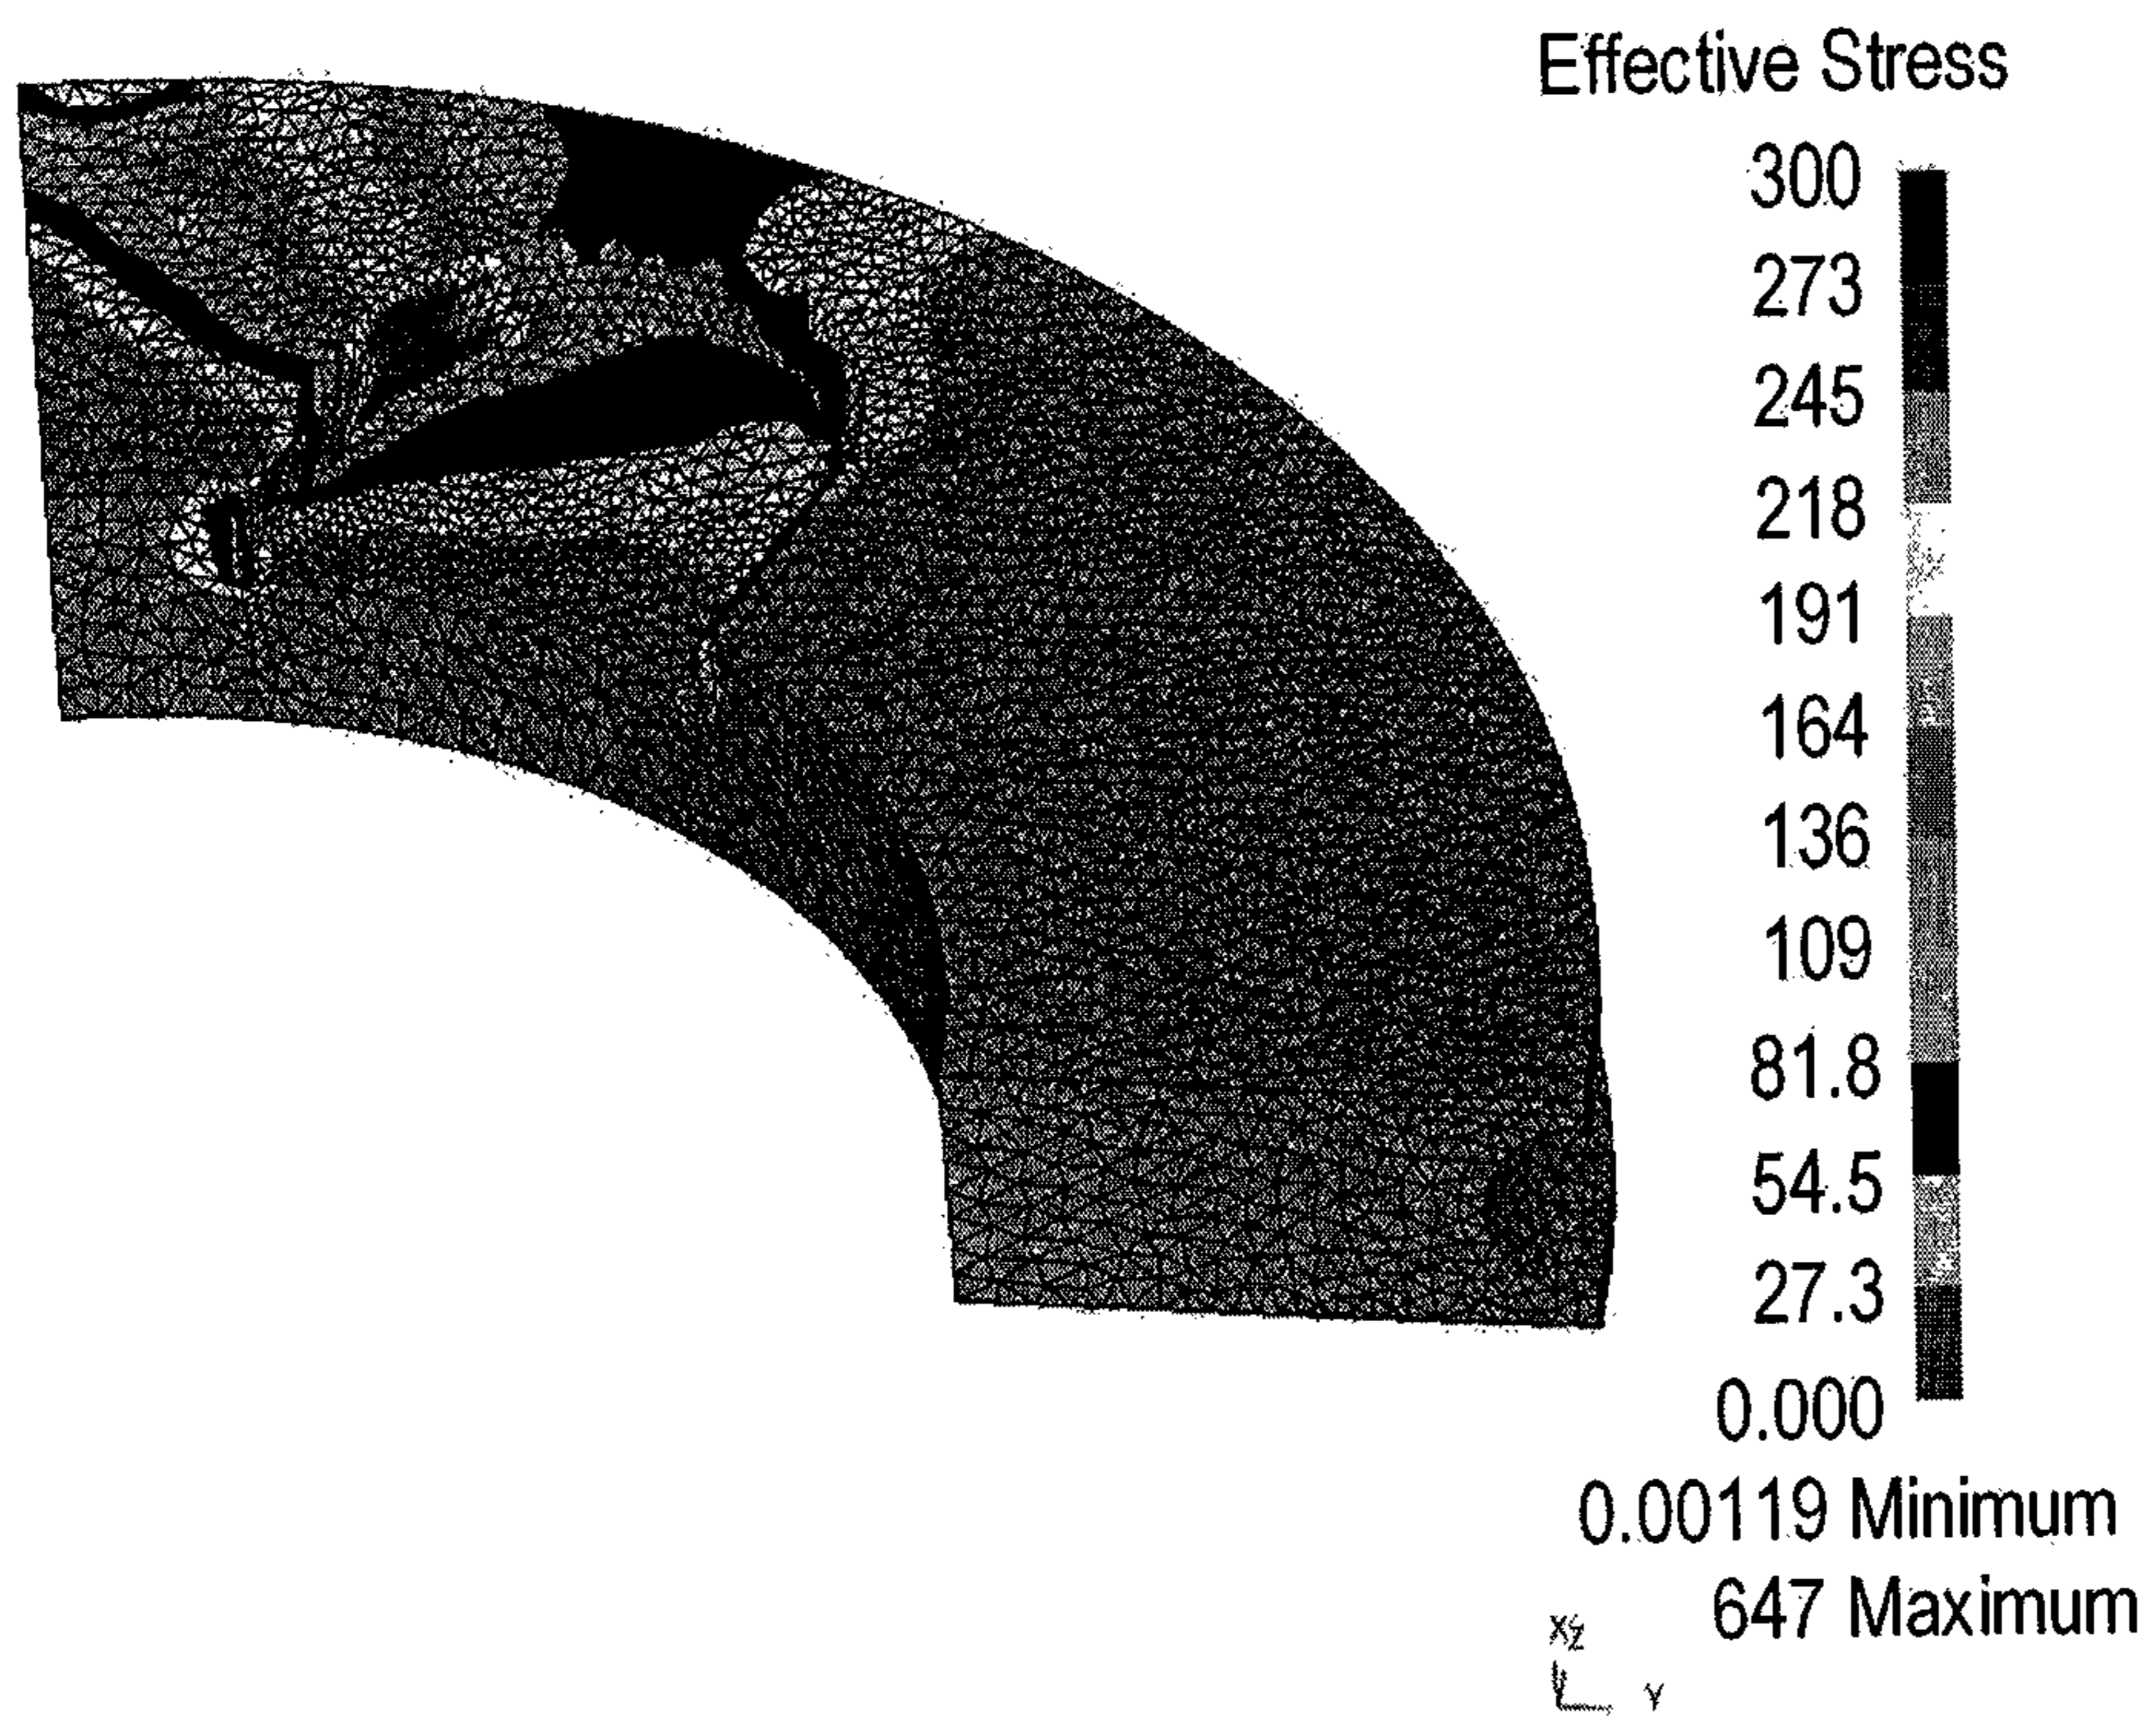 Effective Stress
300
273
245
218
191
164
136
109
81.8
54.5
27.3
0.000
0.00119 Minimum
647 Maximum
X Z
Y